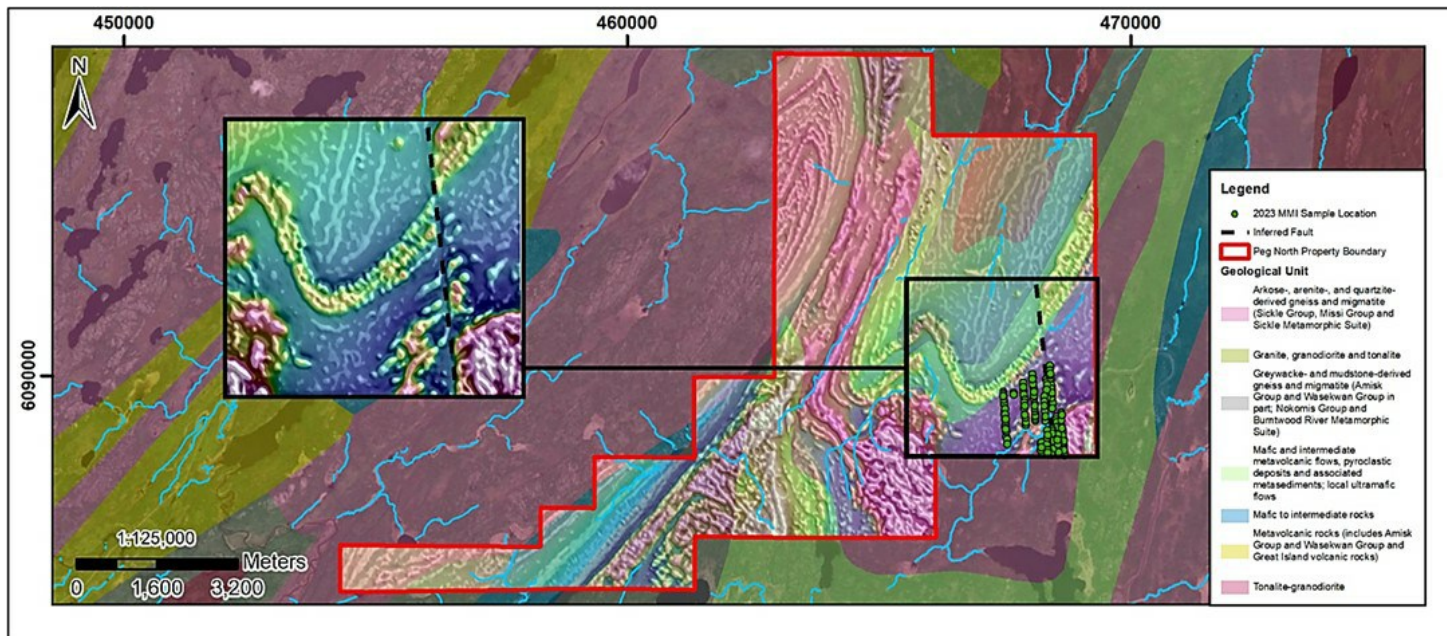 450000
460000
470000
N
6090000
Legend
2023 MMI Sample Location
Inferred Fault
Peg North Property Boundary
Geological Unit
Arkose-, arenite-, and quartzite-
derived gneiss and migmatite
(Sickle Group, Missi Group and
Sickle Metamorphic Suite)
Granite, granodiorite and tonalite
Greywacke- and mudstone-derived
gneiss and migmatite (Amisk
Group and Wasekwan Group in
part; Nokomis Group and
Burntwood River Metamorphic
Suite)
Mafic and intermediate
metavolcanic flows, pyroclastic
deposits and associated
metasediments; local ultramafic
flows
Mafic to intermediate rocks
Metavolcanic rocks (includes Amisk
Group and Wasekwan Group and
Great Island volcanic rocks)
Tonalite-granodiorite
1:125,000
Meters
0 1,600 3,200